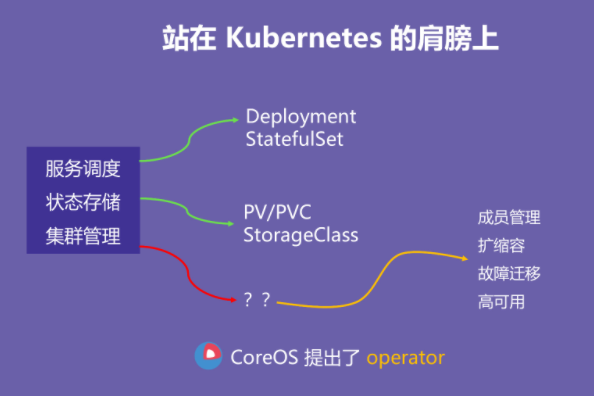 站在 Kubernetes 的肩膀上
服务调度
状态存储
集群管理
Deployment
StatefulSet
PV/PVC
StorageClass
？？
成员管理
扩缩容
故障迁移
高可用
CoreOS 提出了 operator